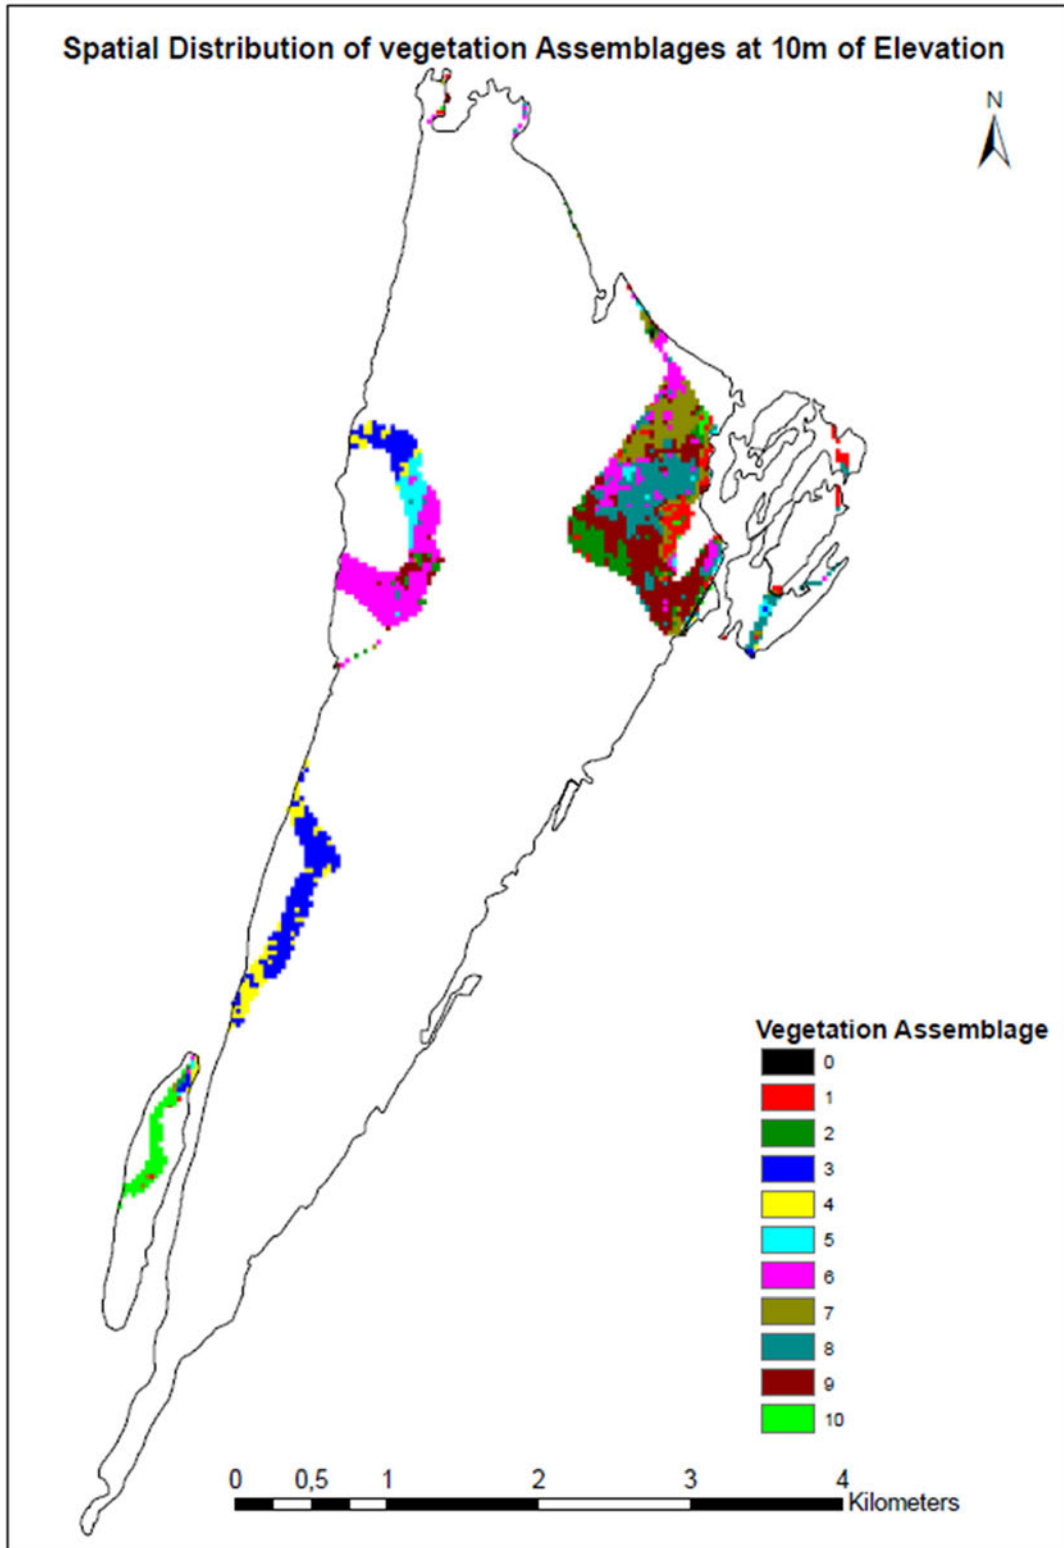 Spatial Distribution of vegetation Assemblages at 10m of Elevation
N
Vegetation Assemblage
0
1
2
3
4
5
6
7
8
9
10
0 0,5 1 2 3 4
Kilometers